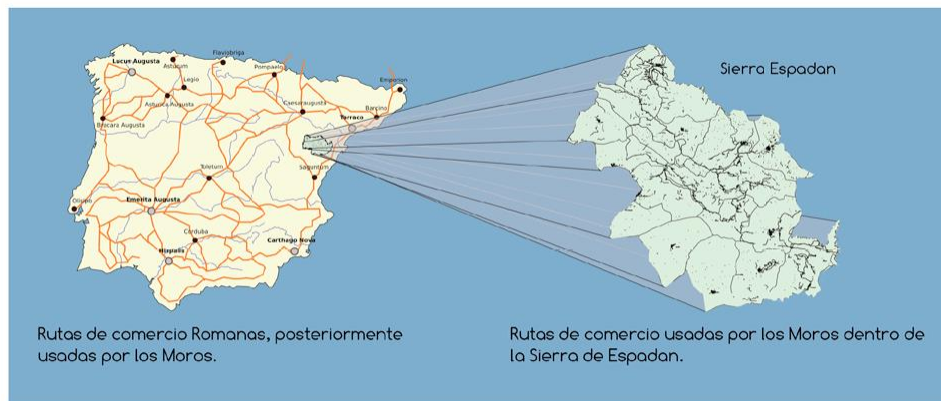 Flaviobriga
Lucus Augusta
Asturum
Pompaelo
Legio
Emporion
Asturica Augusta
Caesaraugusta
Barcino
Tarraco
Bracara Augusta
Toletum
Saguntum
Olisipo
Emerita Augusta
Corduba
Carthago Nova
Hispalis
Sierra Espadan
Rutas de comercio Romanas, posteriormente
usadas por los Moros.
Rutas de comercio usadas por los Moros dentro de
la Sierra de Espadan.